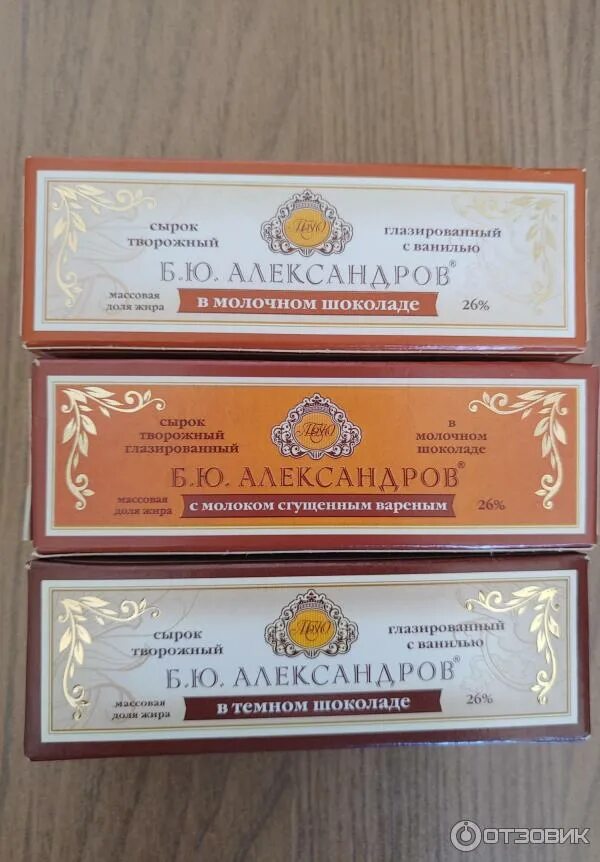 сырок
творожный
глазированный
с ванилью
Б.Ю. АЛЕКСАНДРОВ®
массовая
доля жира
в молочном шоколаде
26%
сырок
творожный
глазированный
в
молочном
шоколаде
Б.Ю. АЛЕКСАНДРОВ®
массовая
доля жира
с молоком сгущенным вареным
26%
сырок
творожный
глазированный
с ванилью
Б.Ю. АЛЕКСАНДРОВ®
массовая
доля жира
в темном шоколаде
26%
ОТЗОВИК